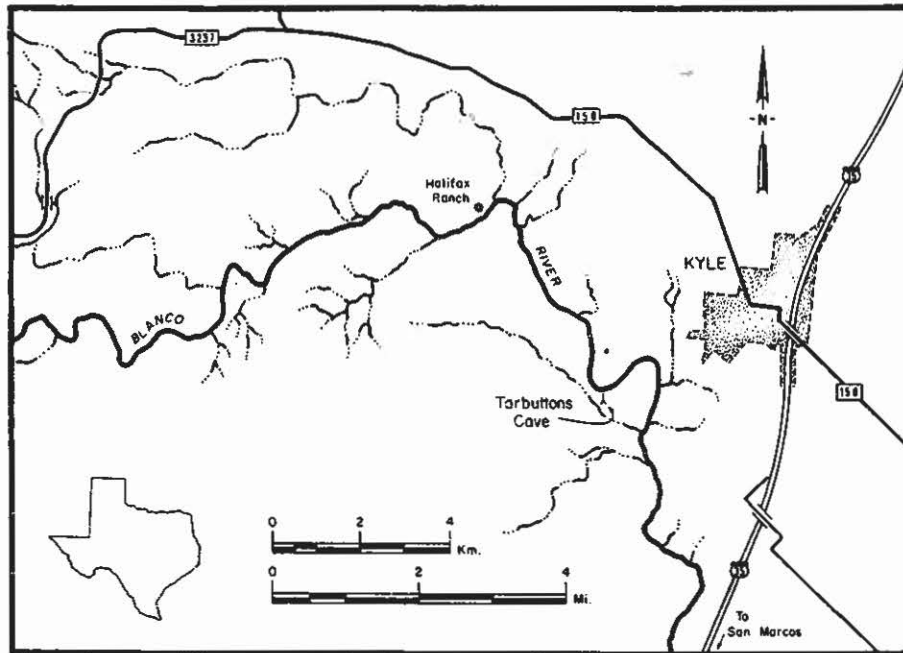 3237
150
-N-
35
Halifax
Ranch
RIVER
KYLE
BLANCO
Tarbuttons
Cave
150
0 2 4
Km.
0 2 4
Mi.
35
To
San Marcos